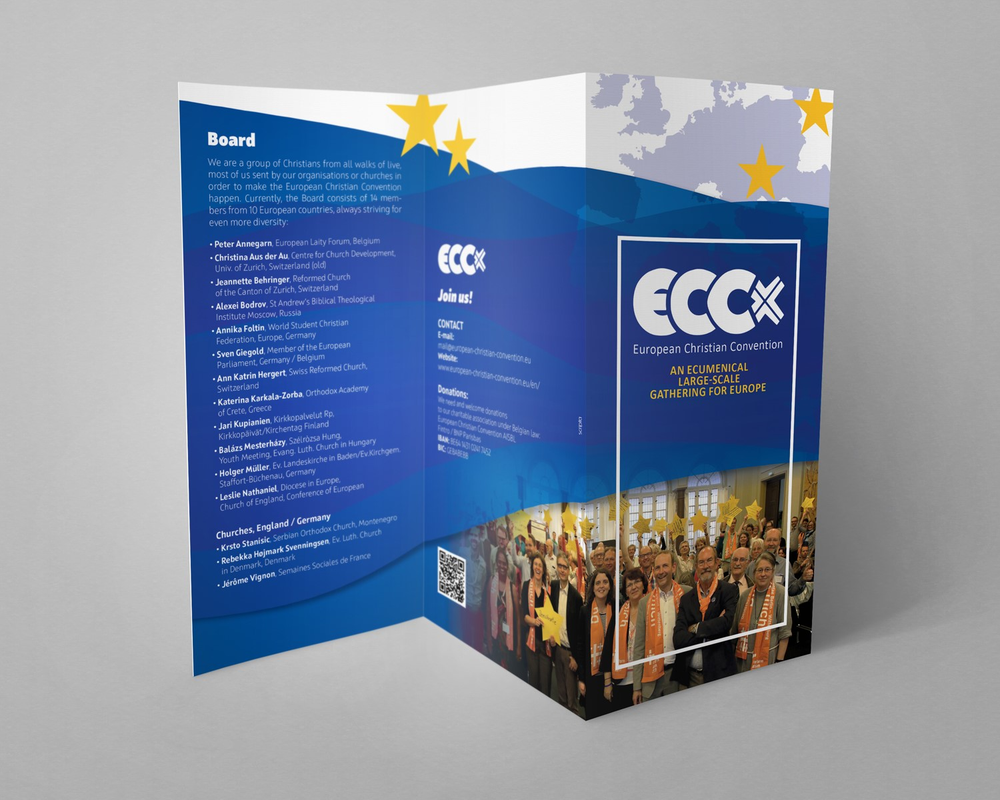 Board
We are a group of Christians from all walks of live,
most of us sent by our organisations or churches in
order to make the European Christian Convention
happen. Currently, the Board consists of 14 mem-
bers from 10 European countries, always striving for
even more diversity:
• Peter Annegarn, European Laity Forum, Belgium
• Christina Aus der Au, Centre for Church Development,
Univ. of Zurich, Switzerland (old)
• Jeannette Behringer, Reformed Church
of the Canton of Zurich, Switzerland
• Alexei Bodrov, St Andrew's Biblical Theological
Institute Moscow, Russia
• Annika Foltin, World Student Christian
Federation, Europe, Germany
• Sven Giegold, Member of the European
Parliament, Germany / Belgium
• Ann Katrin Hergert, Swiss Reformed Church,
Switzerland
• Katerina Karkala-Zorba, Orthodox Academy
of Crete, Greece
• Jari Kupianien, Kirkkopalvelut Rp,
Kirkkopäivät/Kirchentag Finland
• Balázs Mesterházy, Szélrózsa Hung,
Youth Meeting, Evang. Luth. Church in Hungary
• Holger Müller, Ev. Landeskirche in Baden/Ev.Kirchgem.
Staffort-Büchenau, Germany
• Leslie Nathaniel, Diocese in Europe,
Church of England, Conference of European
Churches, England / Germany
• Krsto Stanisic, Serbian Orthodox Church, Montenegro
• Rebekka Højmark Svenningsen, Ev. Luth. Church
in Denmark, Denmark
• Jérôme Vignon, Semaines Sociales de France
ECCx
Join us!
CONTACT
E-mail:
mail@european-christian-convention.eu
Website:
www.european-christian-convention.eu/en/
Donations:
We need and welcome donations
to our charitable association under Belgian law:
European Christian Convention AISBL
Fintro / BNP Parisbas
IBAN: BE64 1431 0241 7452
BIC: GEBABEBB
scripta
ECCx
European Christian Convention
AN ECUMENICAL
LARGE-SCALE
GATHERING FOR EUROPE